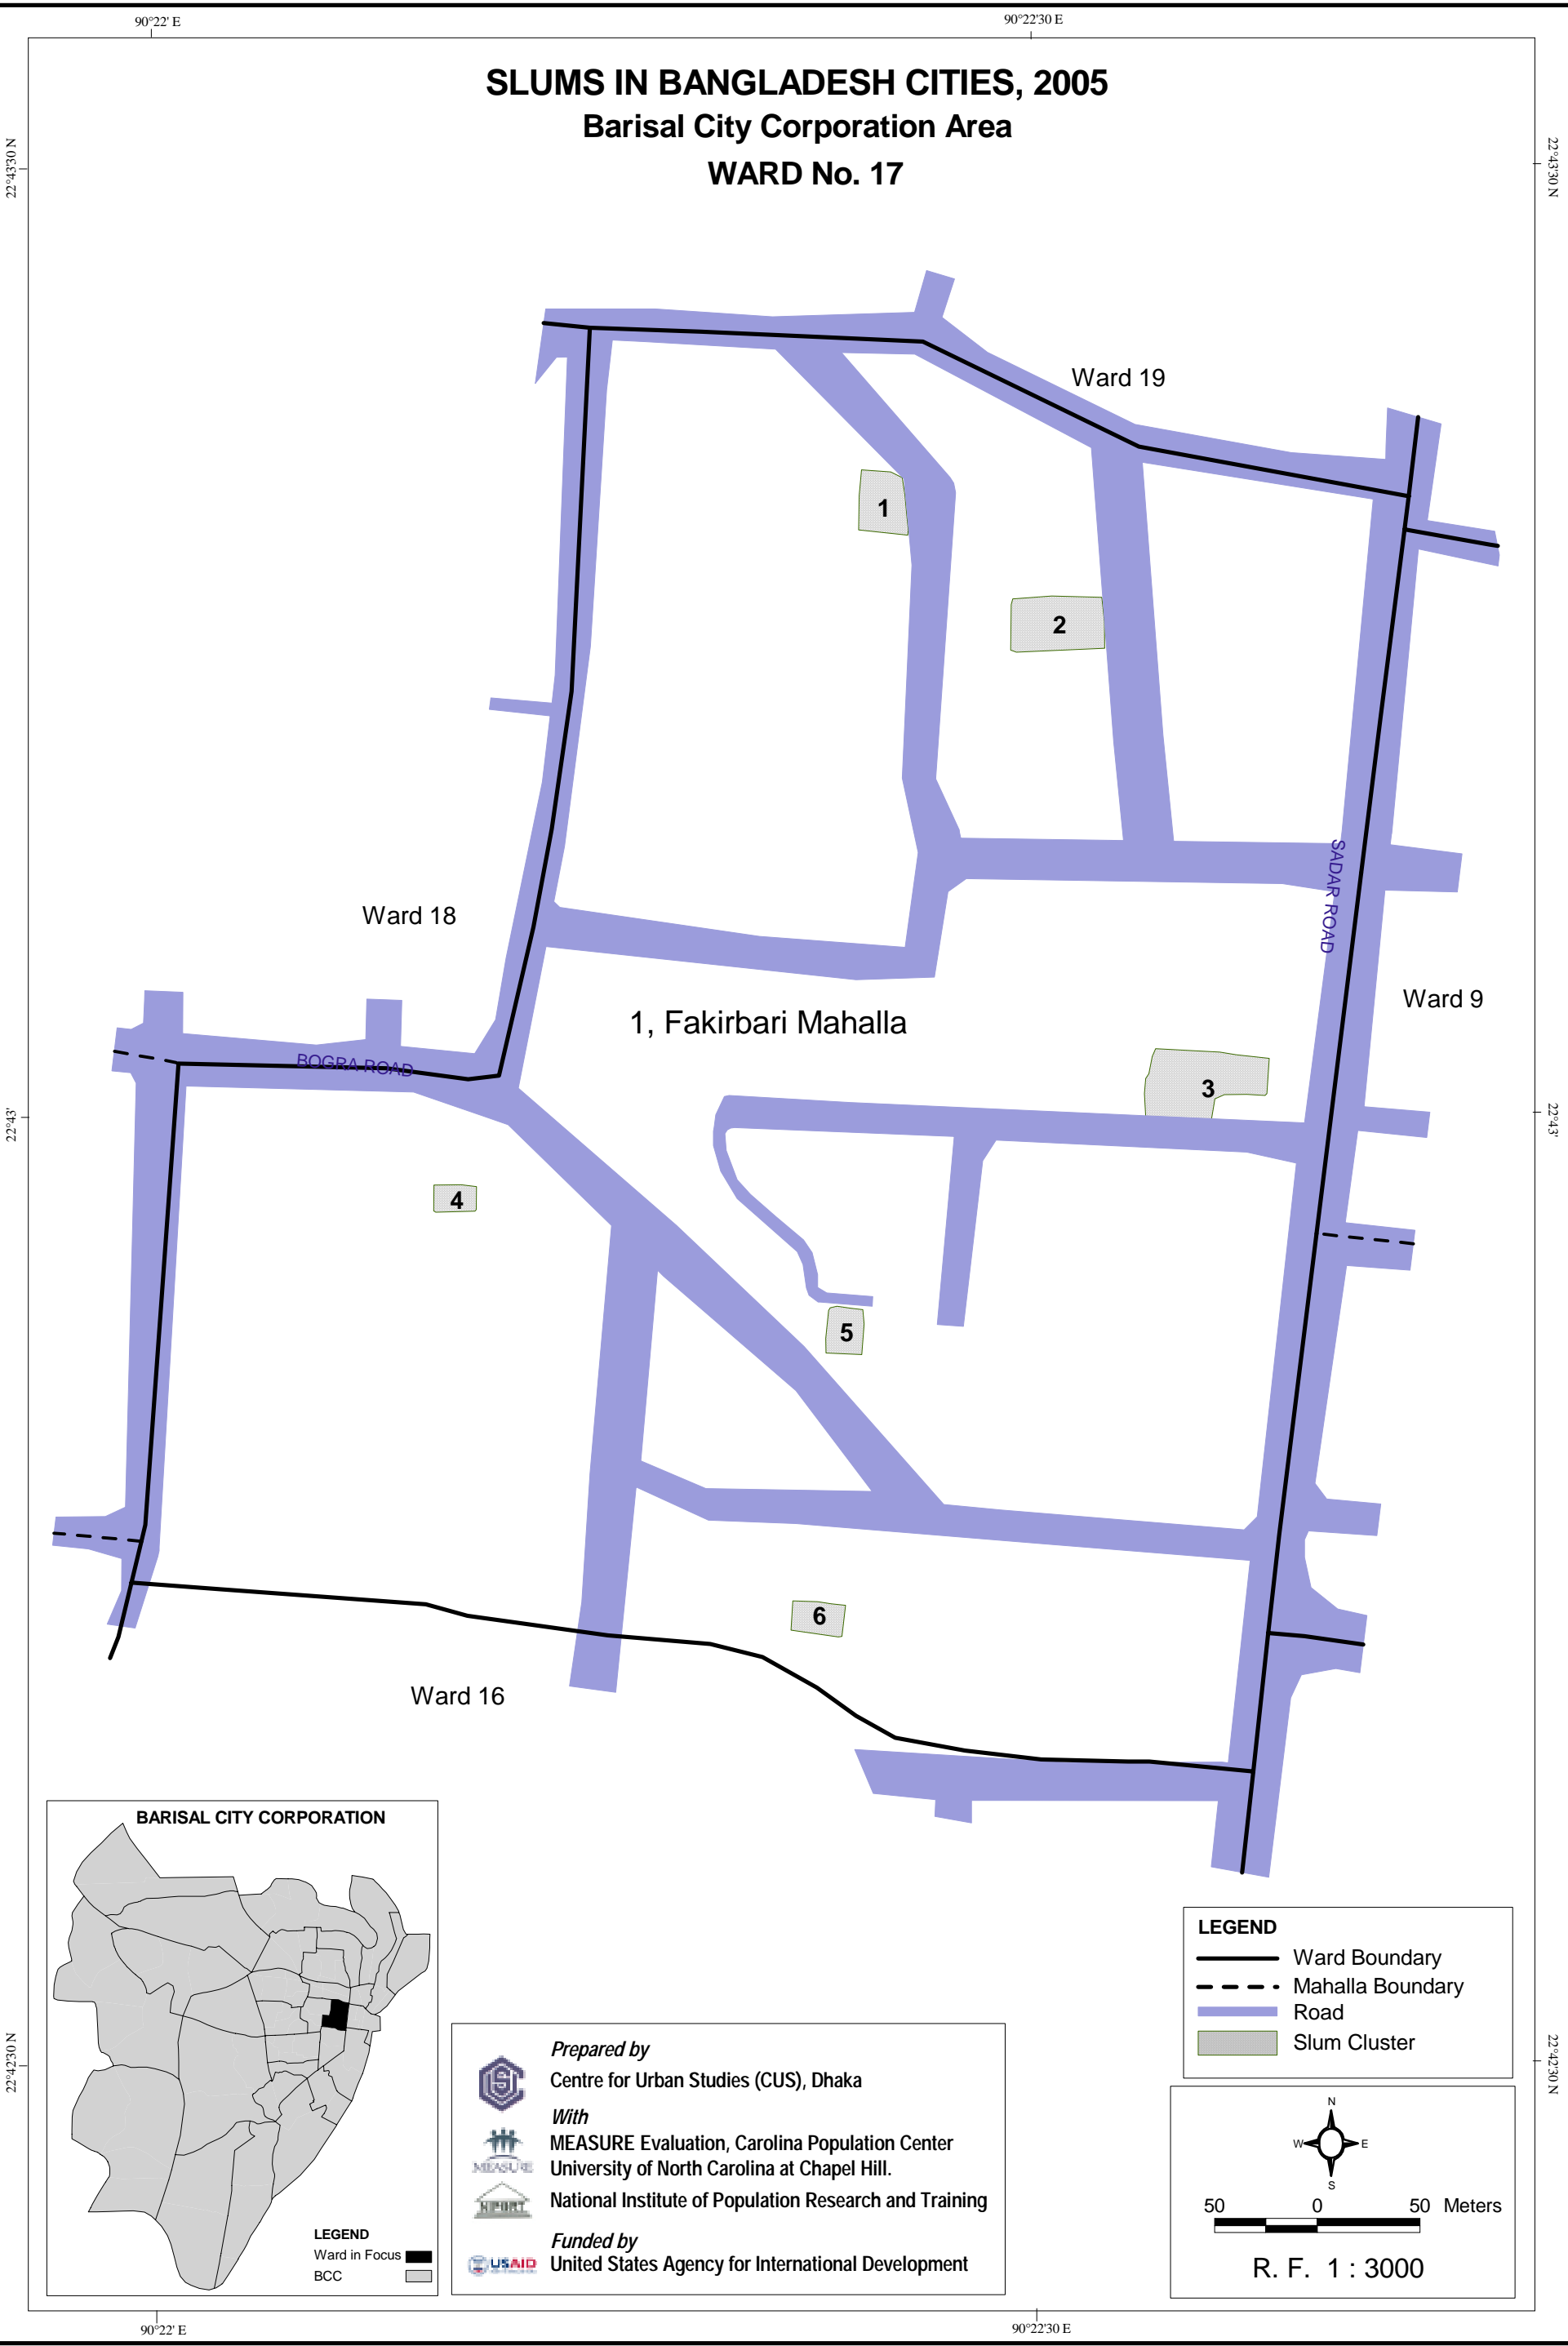 90°22' E
90°22'30 E
SLUMS IN BANGLADESH CITIES, 2005
Barisal City Corporation Area
WARD No. 17
22°43'30 N
22°43'30 N
Ward 19
1
2
SADAR ROAD
Ward 18
Ward 9
1, Fakirbari Mahalla
BOGRA ROAD
3
22°43'
22°43'
4
5
6
Ward 16
BARISAL CITY CORPORATION
LEGEND
Ward in Focus
BCC
22°42'30 N
22°42'30 N
Prepared by
Centre for Urban Studies (CUS), Dhaka
With
MEASURE Evaluation, Carolina Population Center
University of North Carolina at Chapel Hill.
MEASURE
NIPORT
National Institute of Population Research and Training
Funded by
USAID
United States Agency for International Development
LEGEND
Ward Boundary
Mahalla Boundary
Road
Slum Cluster
N
W E
S
50 0 50 Meters
R. F. 1 : 3000
90°22' E
90°22'30 E